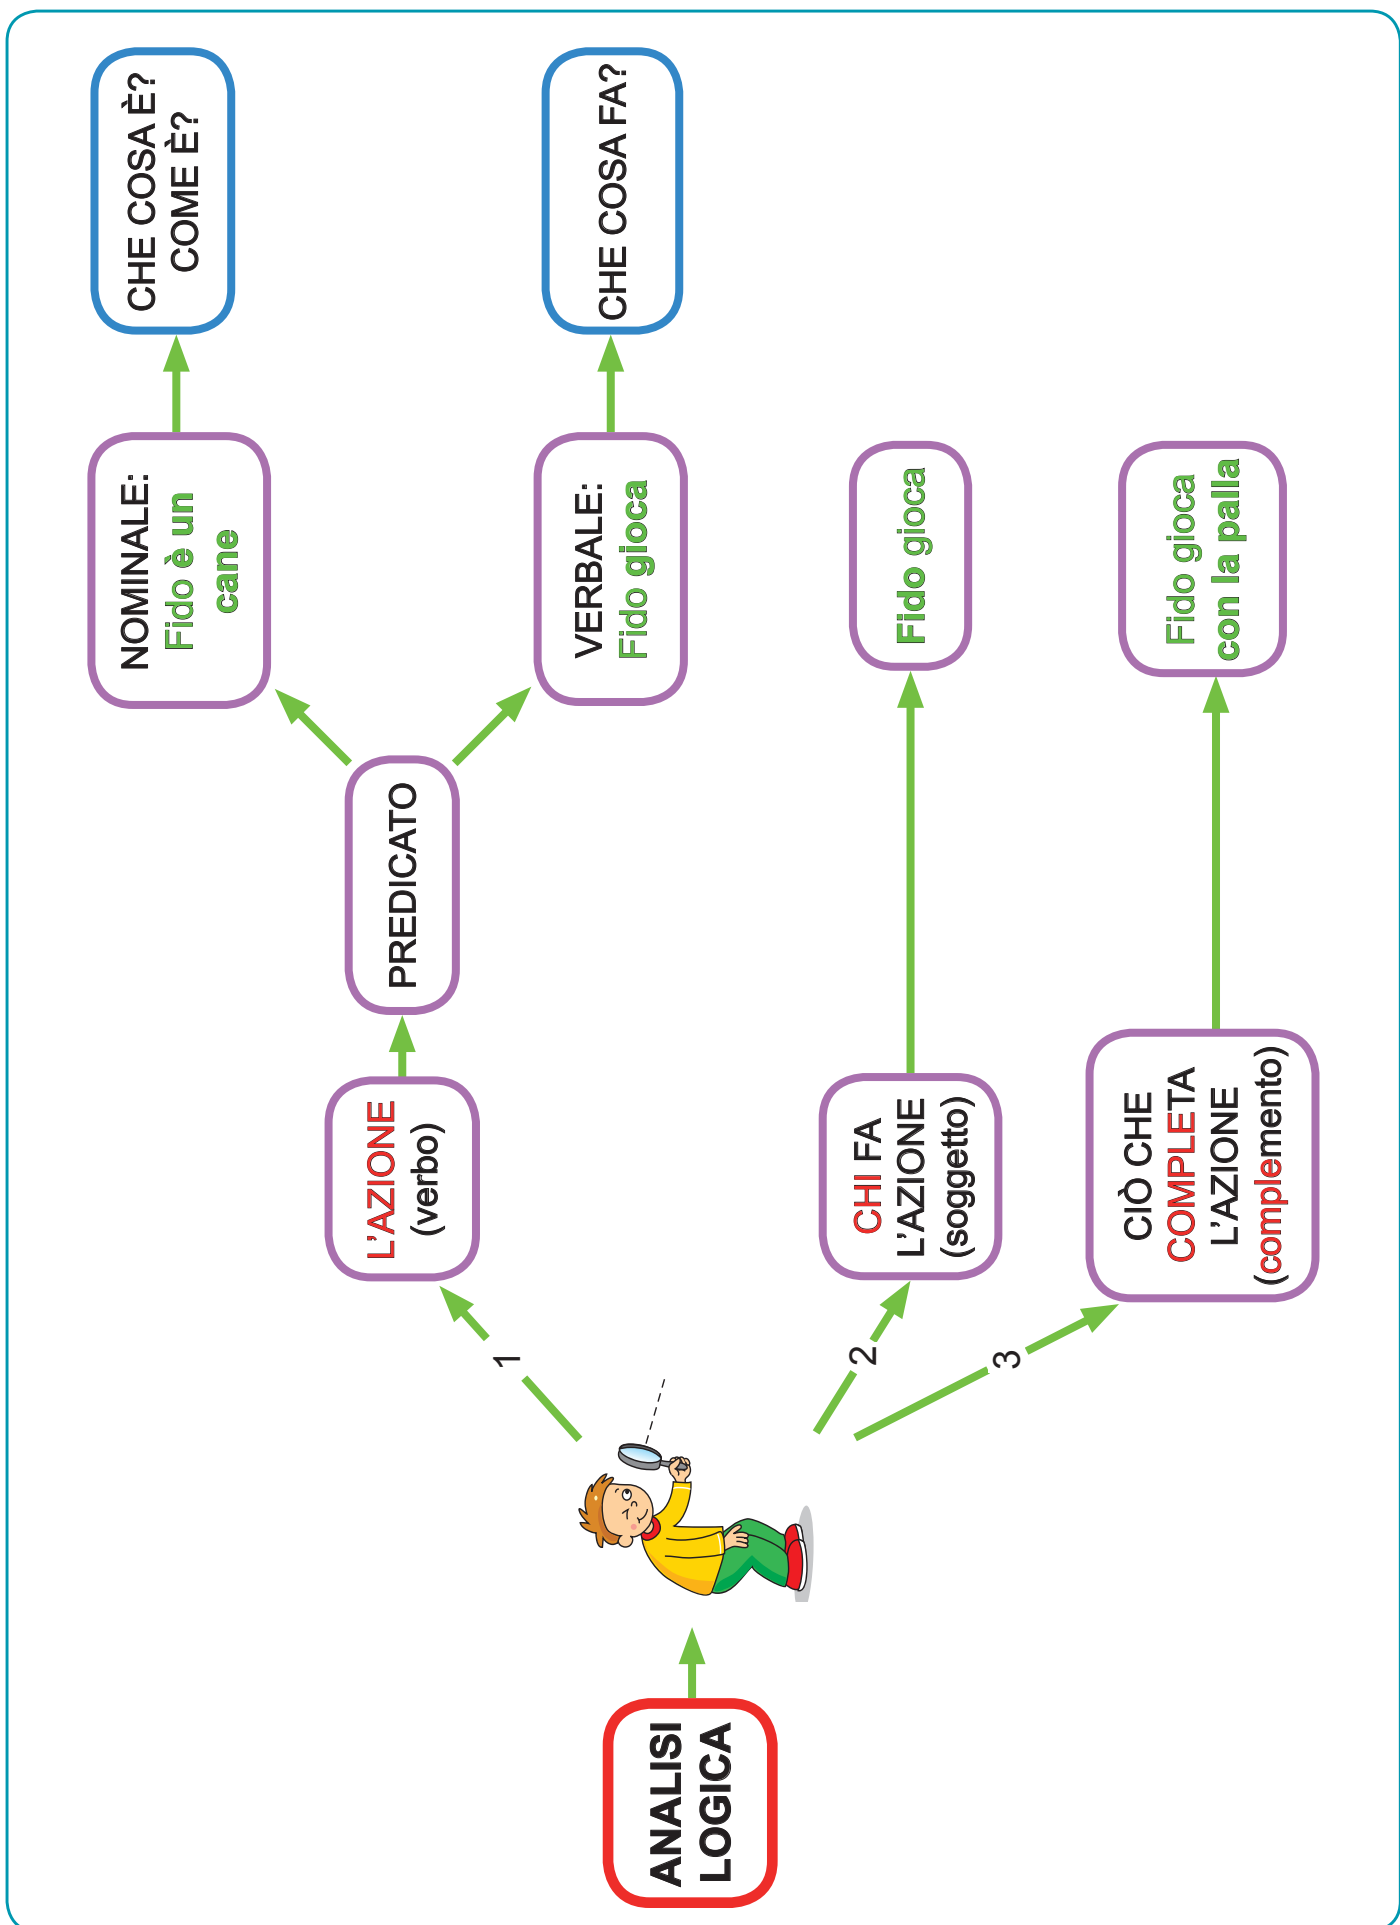 ANALISI
LOGICA
1
L'AZIONE
(verbo)
PREDICATO
NOMINALE:
Fido è un
cane
CHE COSA È?
COME È?
VERBALE:
Fido gioca
CHE COSA FA?
2
CHI FA
L'AZIONE
(soggetto)
Fido gioca
3
CIÒ CHE
COMPLETA
L'AZIONE
(complemento)
Fido gioca
con la palla